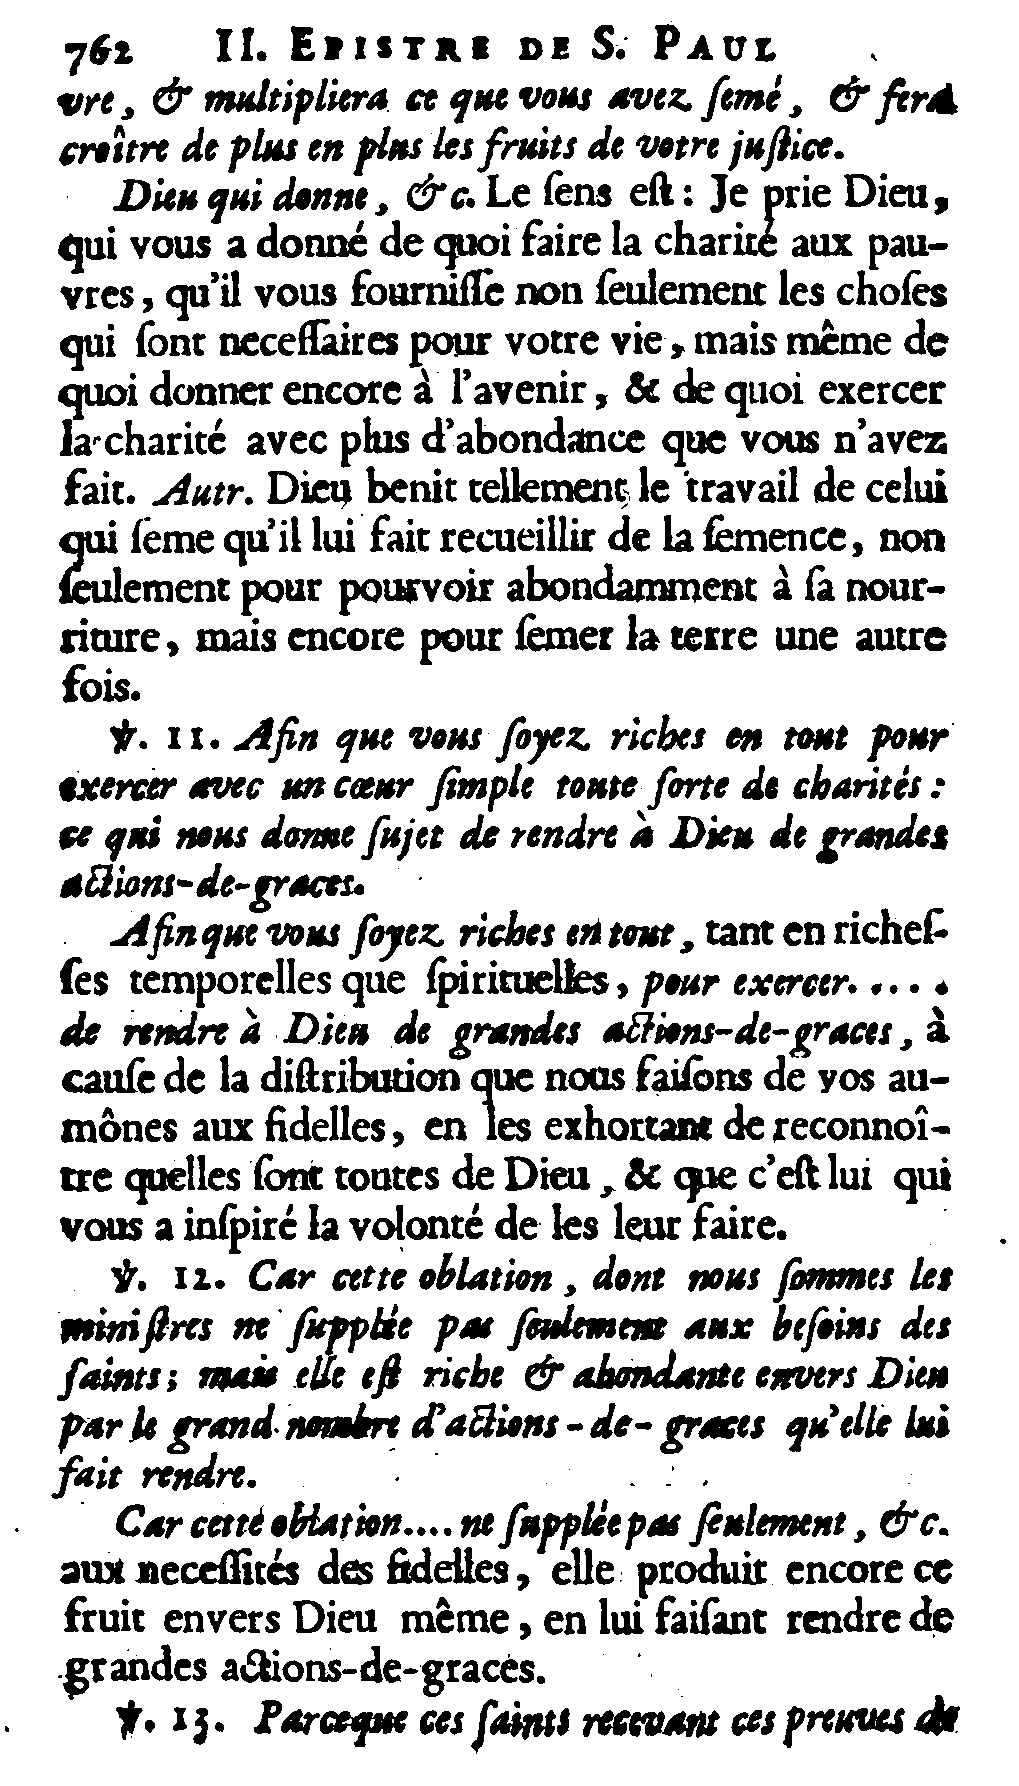 762 II. EPISTRE DE S. PAUL
vre, & multipliera ce que vous avez ſemé, & fera
croître de plus en plus les fruits de votre juſtice.
Dieu qui donne, &c. Le ſens eſt : Je prie Dieu,
qui vous a donné de quoi faire la charité aux pau-
vres, qu'il vous fourniſſe non ſeulement les choſes
qui ſont neceſſaires pour votre vie, mais même de
quoi donner encore à l'avenir, & de quoi exercer
la charité avec plus d'abondance que vous n'avez
fait. Autr. Dieu benit tellement le travail de celui
qui ſeme qu'il lui fait recueillir de la ſemence, non
ſeulement pour pourvoir abondamment à ſa nour-
riture, mais encore pour ſemer la terre une autre
fois.
℣. 11. Afin que vous ſoyez riches en tout pour
exercer avec un cœur ſimple toute ſorte de charités :
ce qui nous donne ſujet de rendre à Dieu de grandes
actions-de-graces.
Afin que vous ſoyez riches en tout, tant en richeſ-
ſes temporelles que ſpirituelles, pour exercer.....
de rendre à Dieu de grandes actions-de-graces, à
cauſe de la diſtribution que nous faiſons de vos au-
mônes aux fidelles, en les exhortant de reconnoî-
tre quelles ſont toutes de Dieu, & que c'eſt lui qui
vous a inſpiré la volonté de les leur faire.
℣. 12. Car cette oblation, dont nous ſommes les
miniſtres ne ſupplée pas ſeulement aux beſoins des
ſaints; mais elle eſt riche & abondante envers Dieu
par le grand nombre d'actions-de-graces qu'elle lui
fait rendre.
Car cette oblation.... ne ſupplée pas ſeulement, &c.
aux neceſſités des fidelles, elle produit encore ce
fruit envers Dieu même, en lui faiſant rendre de
grandes actions-de-graces.
℣. 13. Parceque ces ſaints recevant ces preuves de